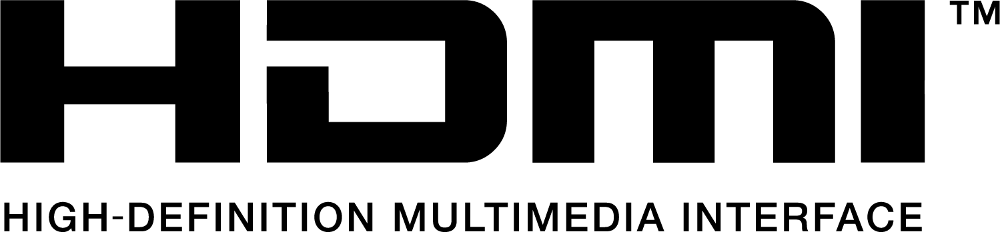 HDMI™
HIGH-DEFINITION MULTIMEDIA INTERFACE